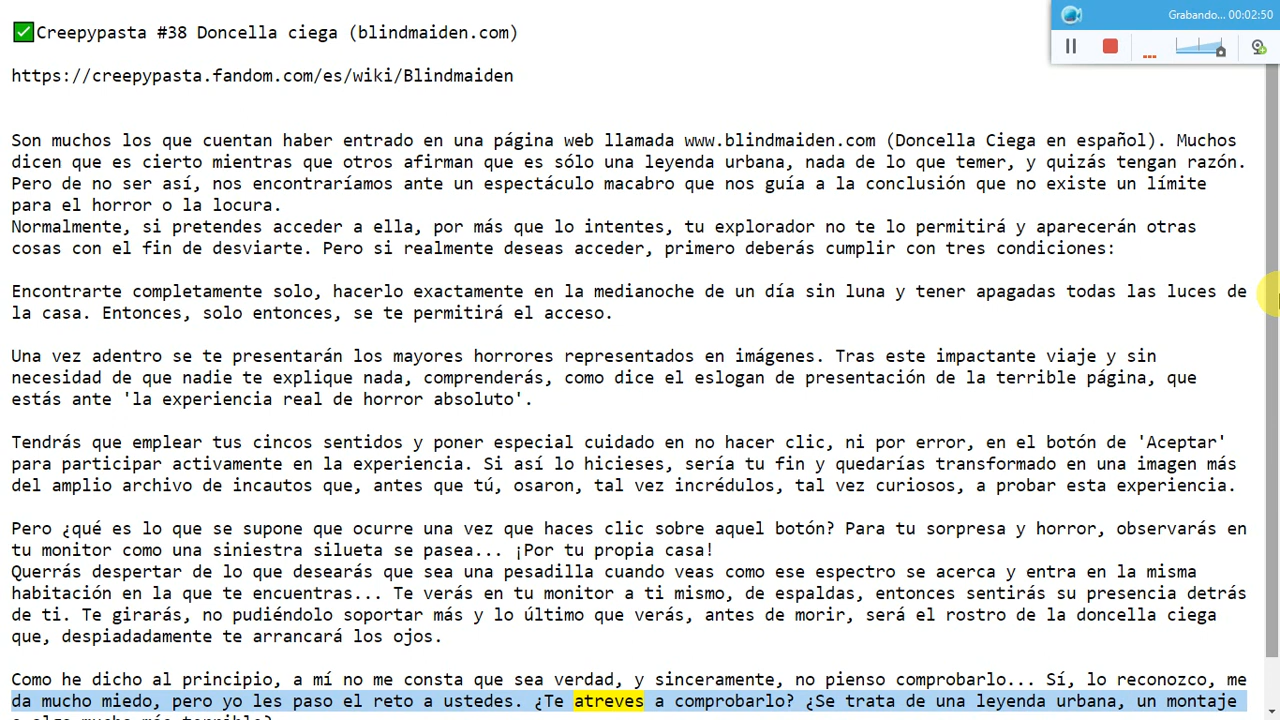 ✅Creepypasta #38 Doncella ciega (blindmaiden.com)
Grabando... 00:02:50
https://creepypasta.fandom.com/es/wiki/Blindmaiden
Son muchos los que cuentan haber entrado en una página web llamada www.blindmaiden.com (Doncella Ciega en español). Muchos
dicen que es cierto mientras que otros afirman que es sólo una leyenda urbana, nada de lo que temer, y quizás tengan razón.
Pero de no ser así, nos encontraríamos ante un espectáculo macabro que nos guía a la conclusión que no existe un límite
para el horror o la locura.
Normalmente, si pretendes acceder a ella, por más que lo intentes, tu explorador no te lo permitirá y aparecerán otras
cosas con el fin de desviarte. Pero si realmente deseas acceder, primero deberás cumplir con tres condiciones:
Encontrarte completamente solo, hacerlo exactamente en la medianoche de un día sin luna y tener apagadas todas las luces de
la casa. Entonces, solo entonces, se te permitirá el acceso.
Una vez adentro se te presentarán los mayores horrores representados en imágenes. Tras este impactante viaje y sin
necesidad de que nadie te explique nada, comprenderás, como dice el eslogan de presentación de la terrible página, que
estás ante 'la experiencia real de horror absoluto'.
Tendrás que emplear tus cincos sentidos y poner especial cuidado en no hacer clic, ni por error, en el botón de 'Aceptar'
para participar activamente en la experiencia. Si así lo hicieses, sería tu fin y quedarías transformado en una imagen más
del amplio archivo de incautos que, antes que tú, osaron, tal vez incrédulos, tal vez curiosos, a probar esta experiencia.
Pero ¿qué es lo que se supone que ocurre una vez que haces clic sobre aquel botón? Para tu sorpresa y horror, observarás en
tu monitor como una siniestra silueta se pasea... ¡Por tu propia casa!
Querrás despertar de lo que desearás que sea una pesadilla cuando veas como ese espectro se acerca y entra en la misma
habitación en la que te encuentras... Te verás en tu monitor a ti mismo, de espaldas, entonces sentirás su presencia detrás
de ti. Te girarás, no pudiéndolo soportar más y lo último que verás, antes de morir, será el rostro de la doncella ciega
que, despiadadamente te arrancará los ojos.
Como he dicho al principio, a mí no me consta que sea verdad, y sinceramente, no pienso comprobarlo... Sí, lo reconozco, me
da mucho miedo, pero yo les paso el reto a ustedes. ¿Te atreves a comprobarlo? ¿Se trata de una leyenda urbana, un montaje
o algo mucho más terrible?